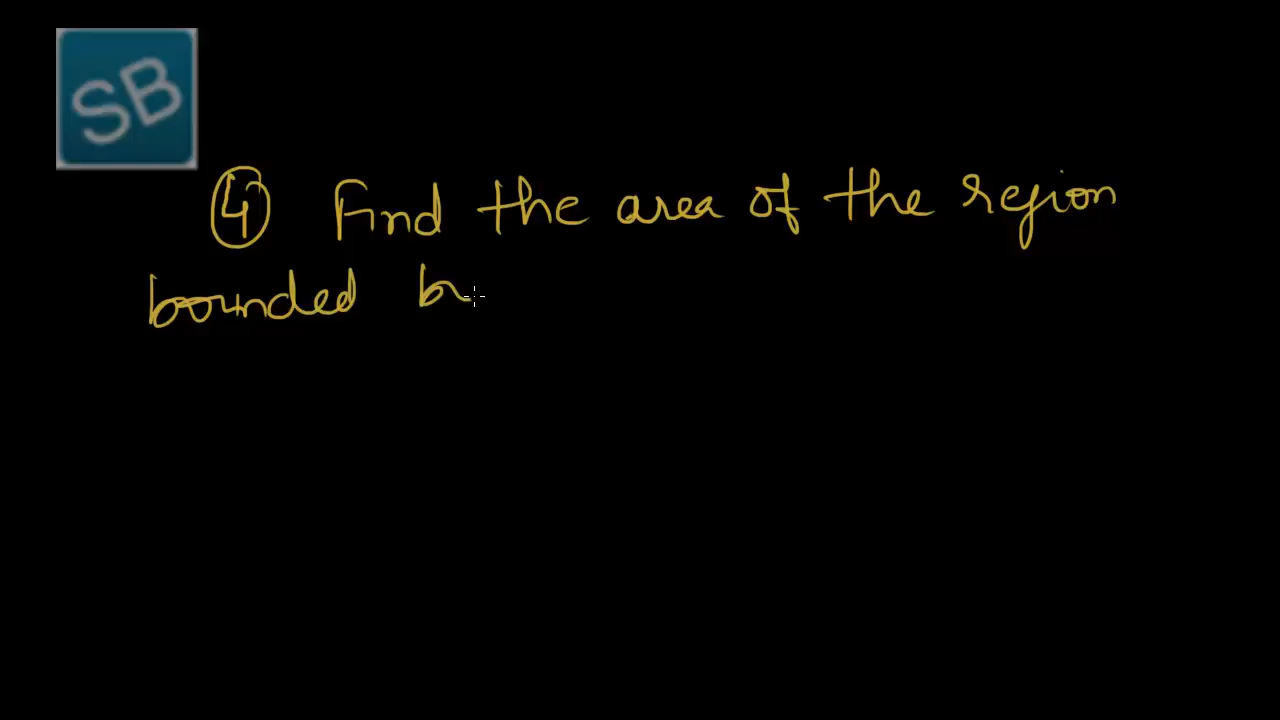 SB
④ Find the area of the region
bounded b